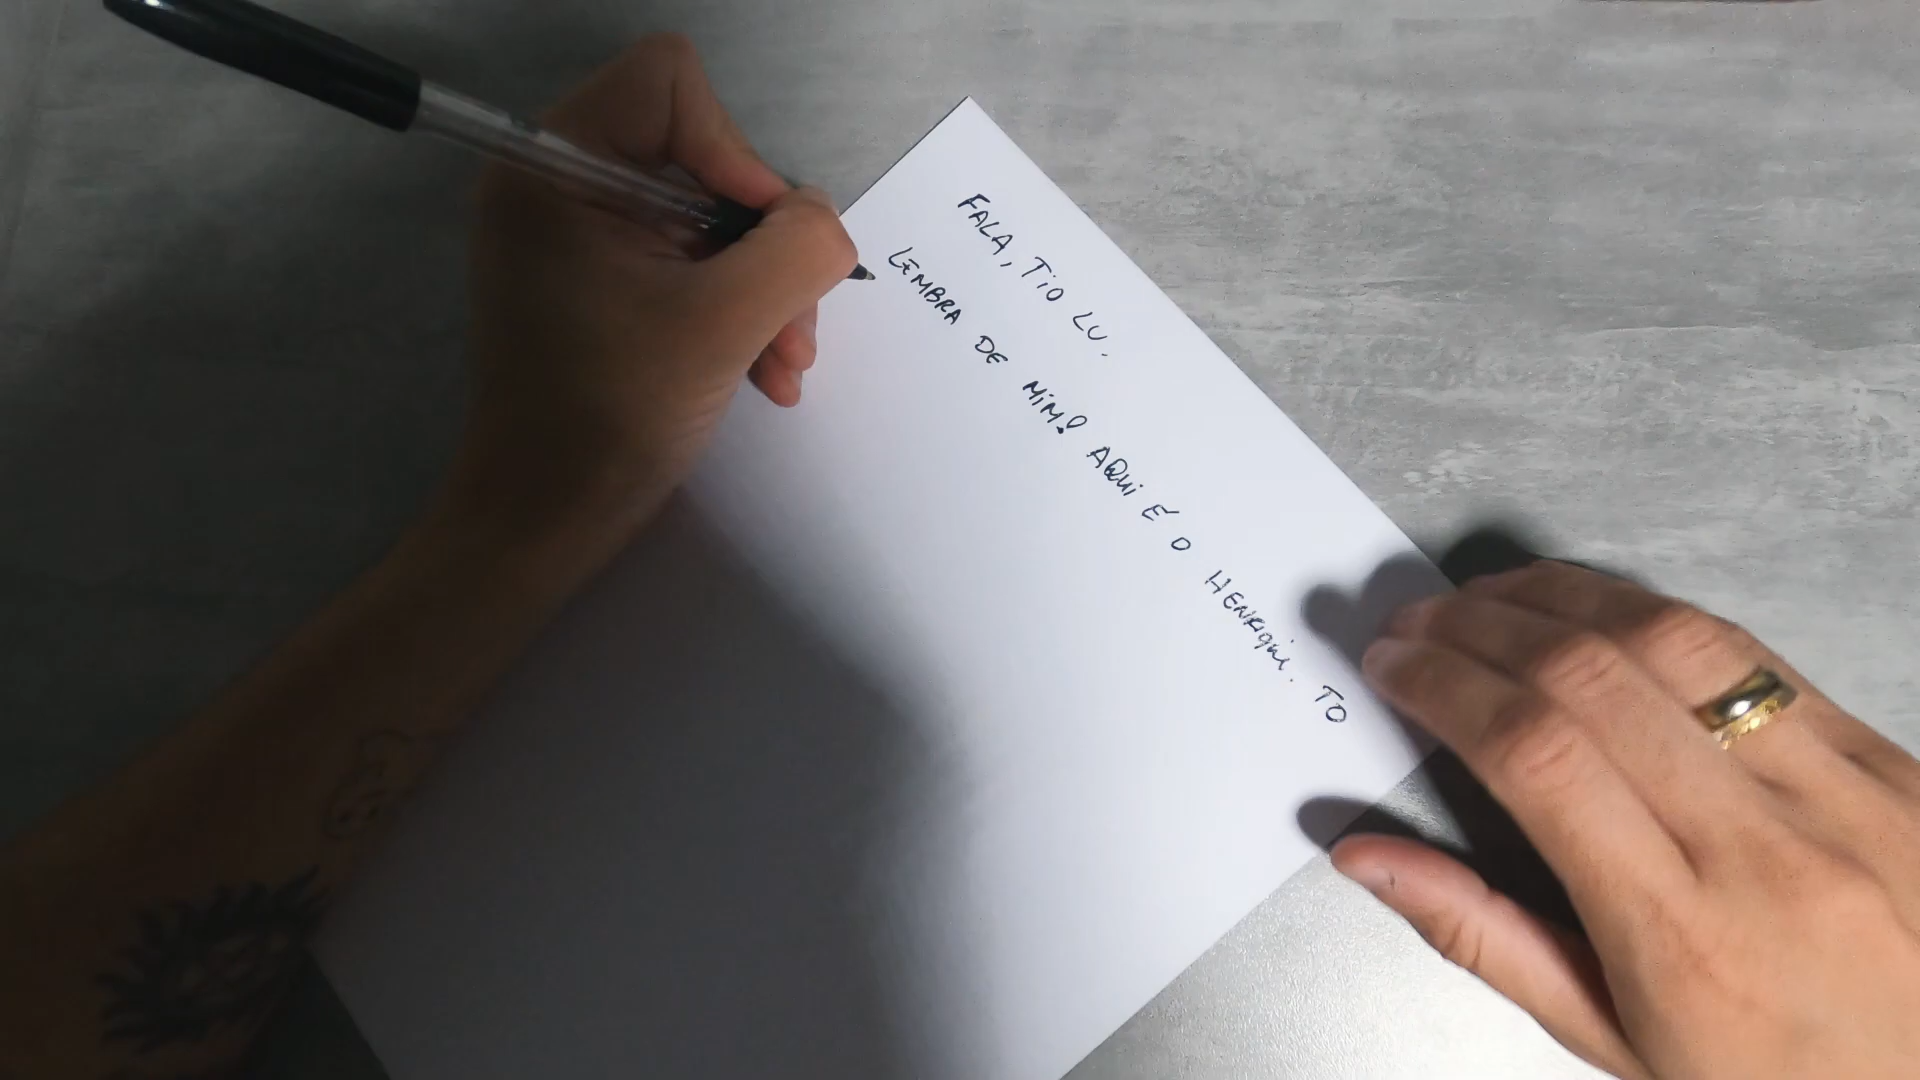 FALA, TIO LU.
LEMBRA DE MIM? AQUI É O HENRIQUE. TO